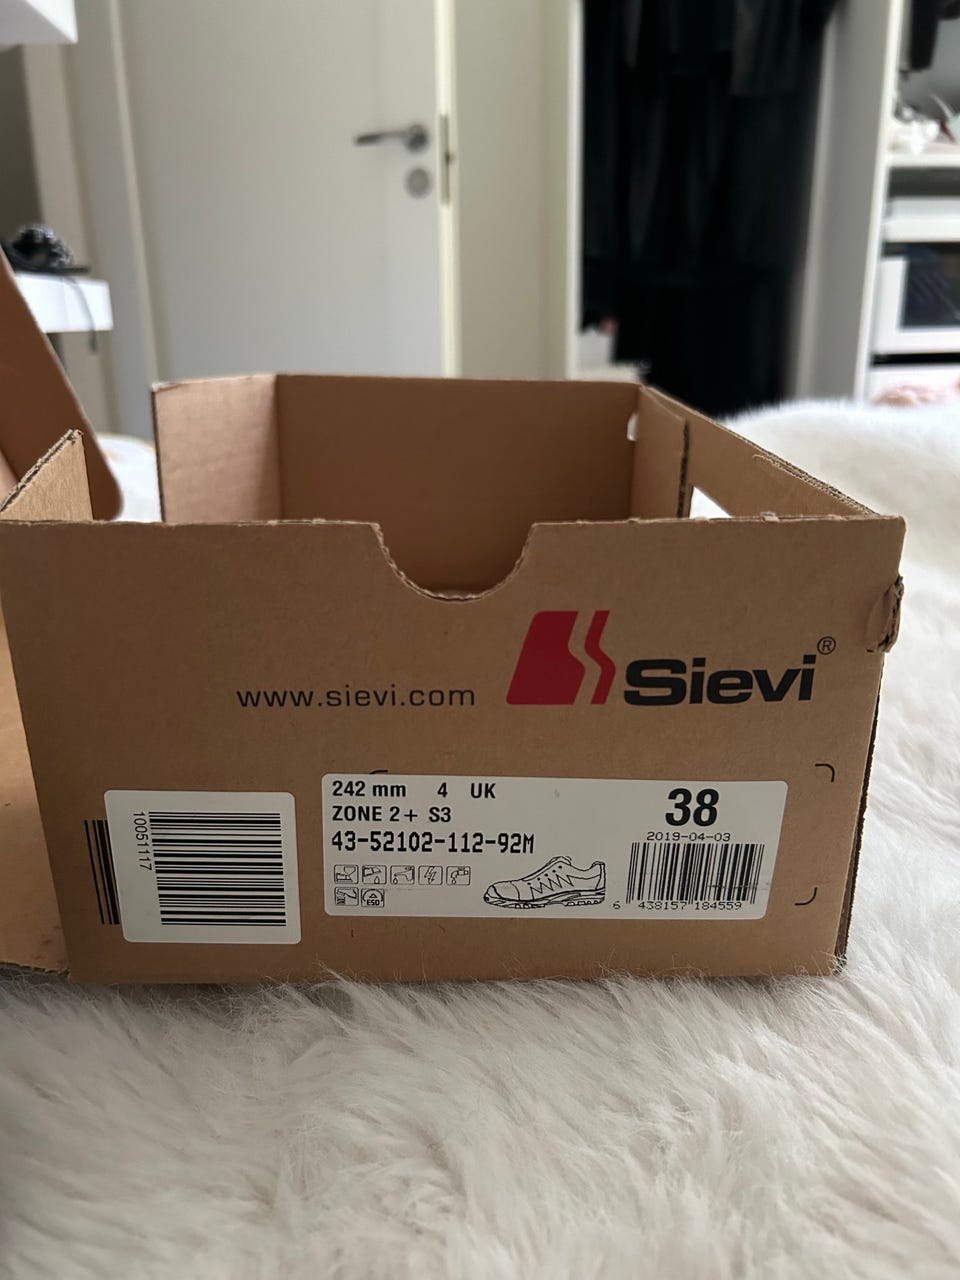 www.sievi.com
Sievi®
242 mm 4 UK
ZONE 2+ S3
43-52102-112-92M
38
2019-04-03
6 438157 184559
10051117
ESD